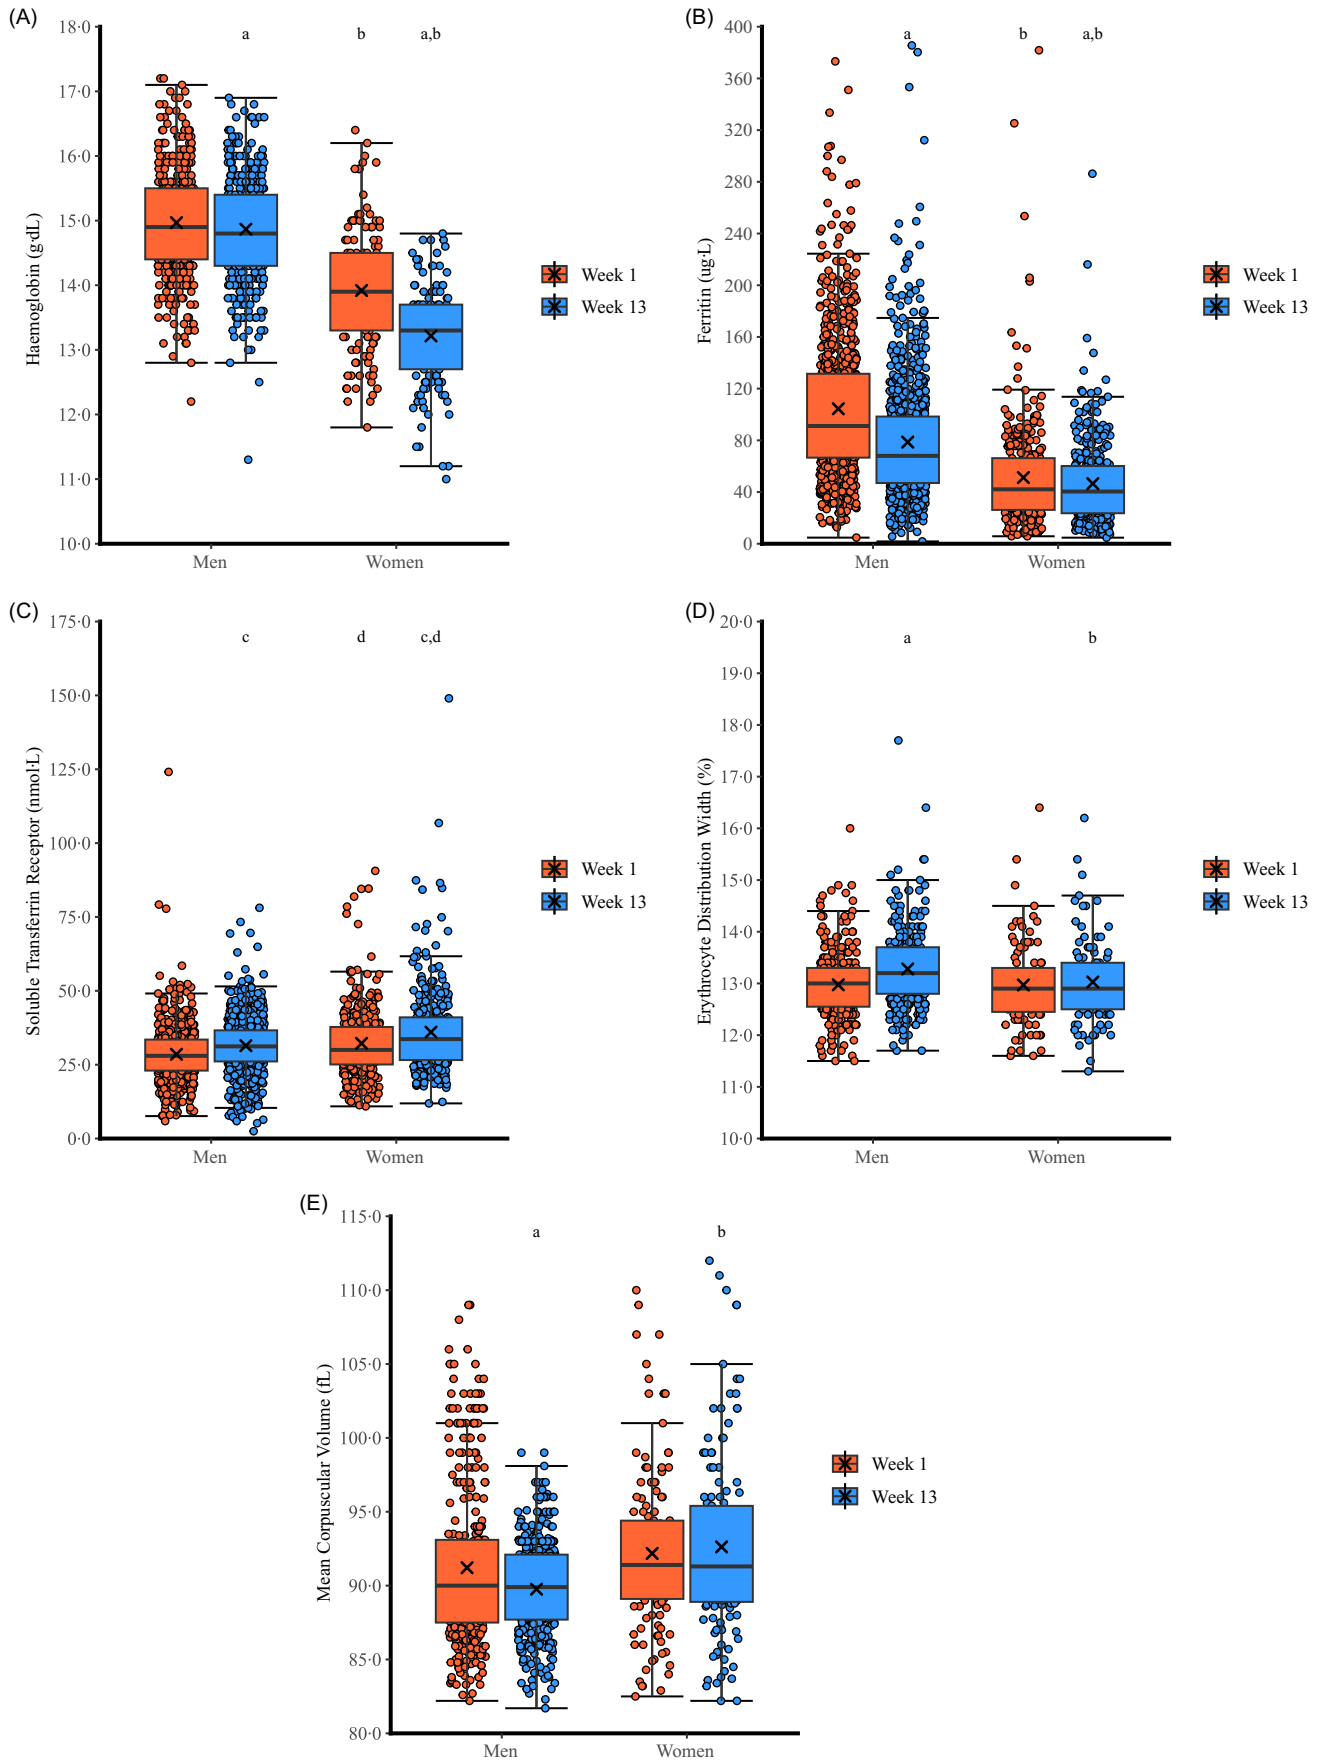 (A)
18·0
17·0
16·0
15·0
14·0
13·0
12·0
11·0
10·0
Haemoglobin (g·dL)
a
b
a,b
Men
Women
Week 1
Week 13
(B)
400
360
320
280
240
200
160
120
80
40
0
Ferritin (ug·L)
a
b
a,b
Men
Women
Week 1
Week 13
(C)
175·0
150·0
125·0
100·0
75·0
50·0
25·0
0·0
Soluble Transferrin Receptor (nmol·L)
c
d
c,d
Men
Women
Week 1
Week 13
(D)
20·0
19·0
18·0
17·0
16·0
15·0
14·0
13·0
12·0
11·0
10·0
Erythrocyte Distribution Width (%)
a
b
Men
Women
Week 1
Week 13
(E)
115·0
110·0
105·0
100·0
95·0
90·0
85·0
80·0
Mean Corpuscular Volume (fL)
a
b
Men
Women
Week 1
Week 13